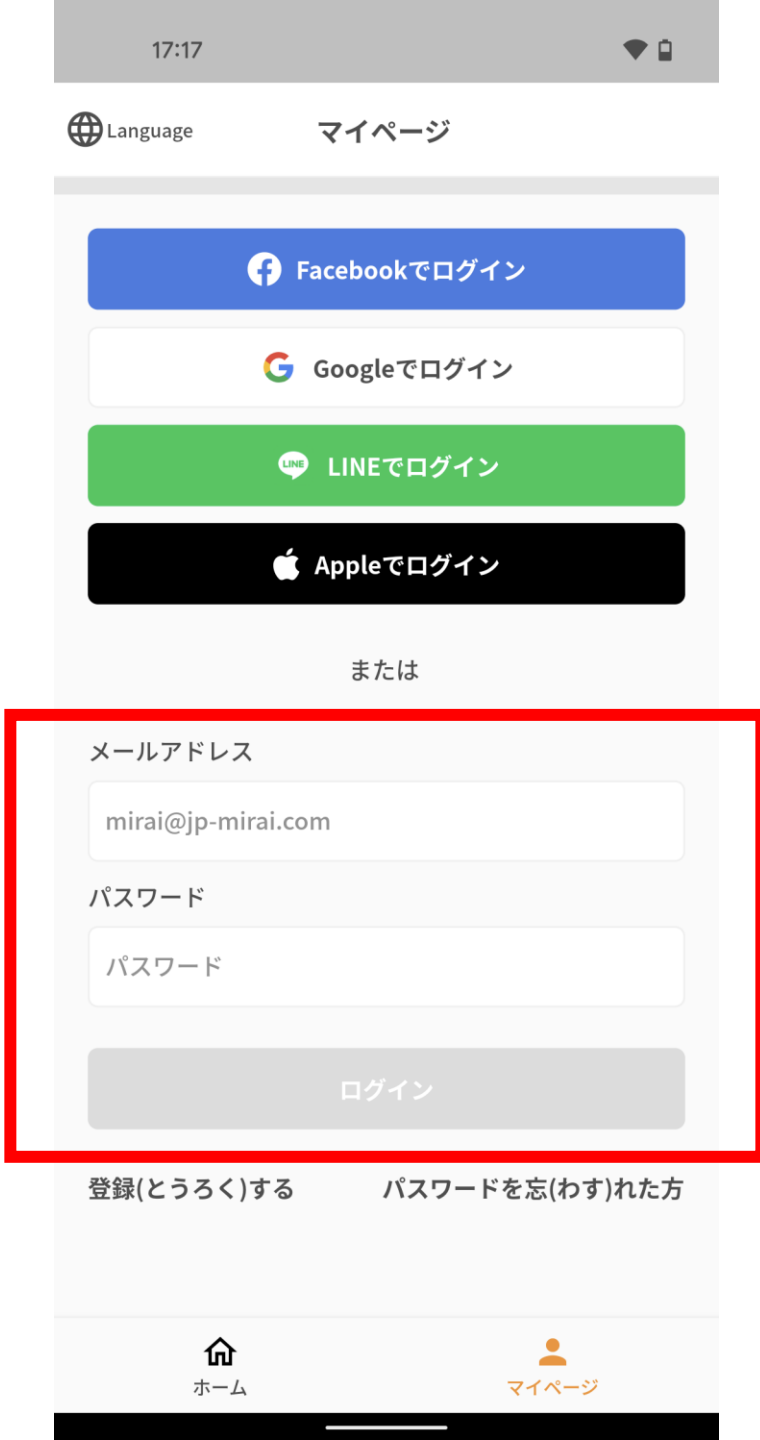 17:17
Language
マイページ
Facebookでログイン
Googleでログイン
LINE
LINEでログイン
Appleでログイン
または
メールアドレス
mirai@jp-mirai.com
パスワード
パスワード
ログイン
登録(とうろく)する
パスワードを忘(わす)れた方
ホーム
マイページ